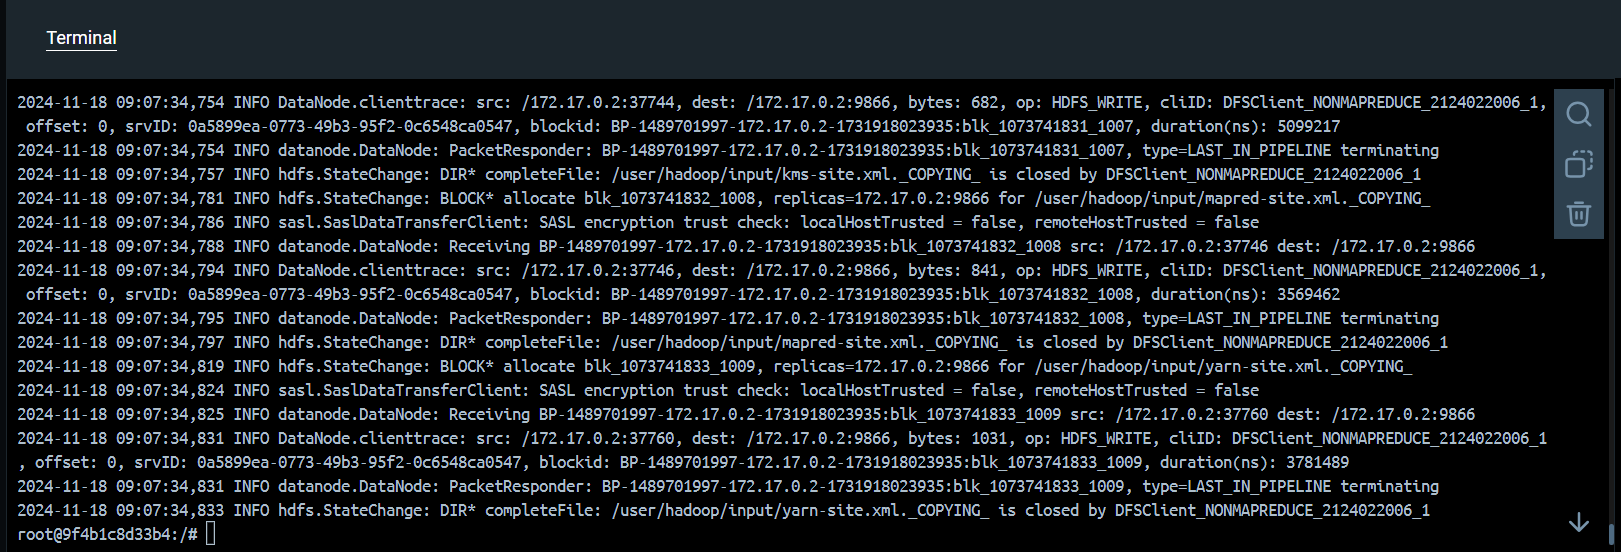 Terminal
2024-11-18 09:07:34,754 INFO DataNode.clienttrace: src: /172.17.0.2:37744, dest: /172.17.0.2:9866, bytes: 682, op: HDFS_WRITE, cliID: DFSClient_NONMAPREDUCE_2124022006_1,
 offset: 0, srvID: 0a5899ea-0773-49b3-95f2-0c6548ca0547, blockid: BP-1489701997-172.17.0.2-1731918023935:blk_1073741831_1007, duration(ns): 5099217
2024-11-18 09:07:34,754 INFO datanode.DataNode: PacketResponder: BP-1489701997-172.17.0.2-1731918023935:blk_1073741831_1007, type=LAST_IN_PIPELINE terminating
2024-11-18 09:07:34,757 INFO hdfs.StateChange: DIR* completeFile: /user/hadoop/input/kms-site.xml._COPYING_ is closed by DFSClient_NONMAPREDUCE_2124022006_1
2024-11-18 09:07:34,781 INFO hdfs.StateChange: BLOCK* allocate blk_1073741832_1008, replicas=172.17.0.2:9866 for /user/hadoop/input/mapred-site.xml._COPYING_
2024-11-18 09:07:34,786 INFO sasl.SaslDataTransferClient: SASL encryption trust check: localHostTrusted = false, remoteHostTrusted = false
2024-11-18 09:07:34,788 INFO datanode.DataNode: Receiving BP-1489701997-172.17.0.2-1731918023935:blk_1073741832_1008 src: /172.17.0.2:37746 dest: /172.17.0.2:9866
2024-11-18 09:07:34,794 INFO DataNode.clienttrace: src: /172.17.0.2:37746, dest: /172.17.0.2:9866, bytes: 841, op: HDFS_WRITE, cliID: DFSClient_NONMAPREDUCE_2124022006_1,
 offset: 0, srvID: 0a5899ea-0773-49b3-95f2-0c6548ca0547, blockid: BP-1489701997-172.17.0.2-1731918023935:blk_1073741832_1008, duration(ns): 3569462
2024-11-18 09:07:34,795 INFO datanode.DataNode: PacketResponder: BP-1489701997-172.17.0.2-1731918023935:blk_1073741832_1008, type=LAST_IN_PIPELINE terminating
2024-11-18 09:07:34,797 INFO hdfs.StateChange: DIR* completeFile: /user/hadoop/input/mapred-site.xml._COPYING_ is closed by DFSClient_NONMAPREDUCE_2124022006_1
2024-11-18 09:07:34,819 INFO hdfs.StateChange: BLOCK* allocate blk_1073741833_1009, replicas=172.17.0.2:9866 for /user/hadoop/input/yarn-site.xml._COPYING_
2024-11-18 09:07:34,824 INFO sasl.SaslDataTransferClient: SASL encryption trust check: localHostTrusted = false, remoteHostTrusted = false
2024-11-18 09:07:34,825 INFO datanode.DataNode: Receiving BP-1489701997-172.17.0.2-1731918023935:blk_1073741833_1009 src: /172.17.0.2:37760 dest: /172.17.0.2:9866
2024-11-18 09:07:34,831 INFO DataNode.clienttrace: src: /172.17.0.2:37760, dest: /172.17.0.2:9866, bytes: 1031, op: HDFS_WRITE, cliID: DFSClient_NONMAPREDUCE_2124022006_1
, offset: 0, srvID: 0a5899ea-0773-49b3-95f2-0c6548ca0547, blockid: BP-1489701997-172.17.0.2-1731918023935:blk_1073741833_1009, duration(ns): 3781489
2024-11-18 09:07:34,831 INFO datanode.DataNode: PacketResponder: BP-1489701997-172.17.0.2-1731918023935:blk_1073741833_1009, type=LAST_IN_PIPELINE terminating
2024-11-18 09:07:34,833 INFO hdfs.StateChange: DIR* completeFile: /user/hadoop/input/yarn-site.xml._COPYING_ is closed by DFSClient_NONMAPREDUCE_2124022006_1
root@9f4b1c8d33b4:/#